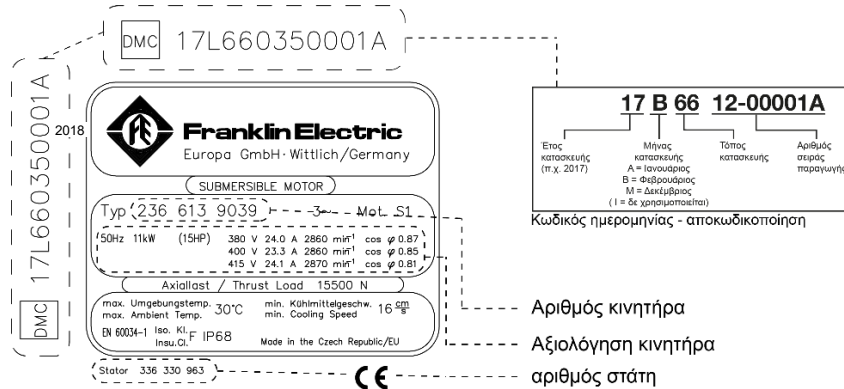 DMC 17L660350001A
DMC 17L660350001A
2018
FE
Franklin Electric
Europa GmbH·Wittlich/Germany
SUBMERSIBLE MOTOR
Typ 236 613 9039 3~ Mot. S1
50Hz 11kW (15HP) 380 V 24.0 A 2860 min⁻¹ cos φ 0.87
400 V 23.3 A 2860 min⁻¹ cos φ 0.85
415 V 24.1 A 2870 min⁻¹ cos φ 0.81
Axiallast / Thrust Load 15500 N
max. Umgebungstemp. 30°C min. Kühlmittelgeschw. 16 cm/s
max. Ambient Temp. min. Cooling Speed
EN 60034-1 Iso. Kl. F IP68 Made in the Czech Republic/EU
Insu.Cl.
Stator 336 330 963
CE
17 B 66 12-00001A
Έτος κατασκευής (π.χ. 2017)
Μήνας κατασκευής
A = Ιανουάριος
B = Φεβρουάριος
M = Δεκέμβριος
( I = δε χρησιμοποιείται)
Τόπος κατασκευής
Αριθμός σειράς παραγωγής
Κωδικός ημερομηνίας - αποκωδικοποίηση
Αριθμός κινητήρα
Αξιολόγηση κινητήρα
αριθμός στάτη